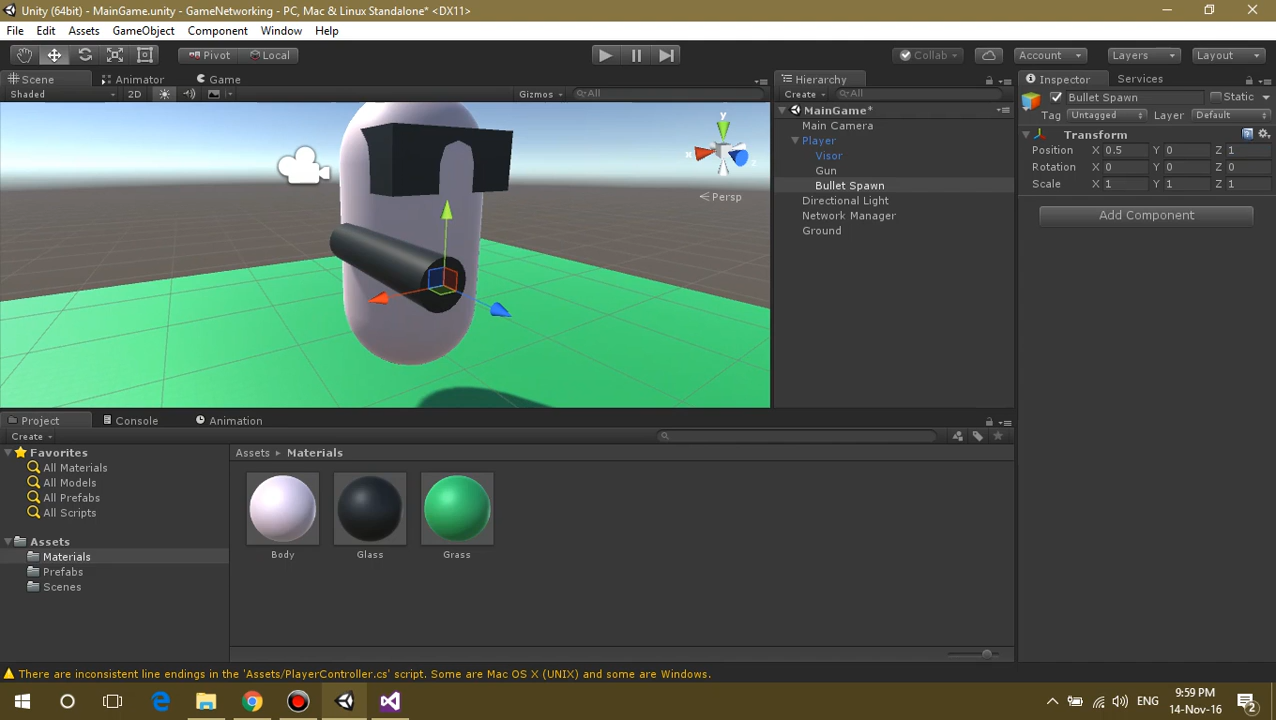 Unity (64bit) - MainGame.unity - GameNetworking - PC, Mac & Linux Standalone* <DX11>
File Edit Assets GameObject Component Window Help
Pivot Local Collab Account Layers Layout
Scene Animator Game
Shaded 2D Gizmos All
y
x
z
Persp
Hierarchy
Create All
MainGame*
Main Camera
Player
Visor
Gun
Bullet Spawn
Directional Light
Network Manager
Ground
Inspector Services
Bullet Spawn Static
Tag Untagged Layer Default
Transform
Position X 0.5 Y 0 Z 1
Rotation X 0 Y 0 Z 0
Scale X 1 Y 1 Z 1
Add Component
Project Console Animation
Create
Favorites
All Materials
All Models
All Prefabs
All Scripts
Assets
Materials
Prefabs
Scenes
Assets Materials
Body Glass Grass
There are inconsistent line endings in the 'Assets/PlayerController.cs' script. Some are Mac OS X (UNIX) and some are Windows.
ENG
9:59 PM
14-Nov-16
2